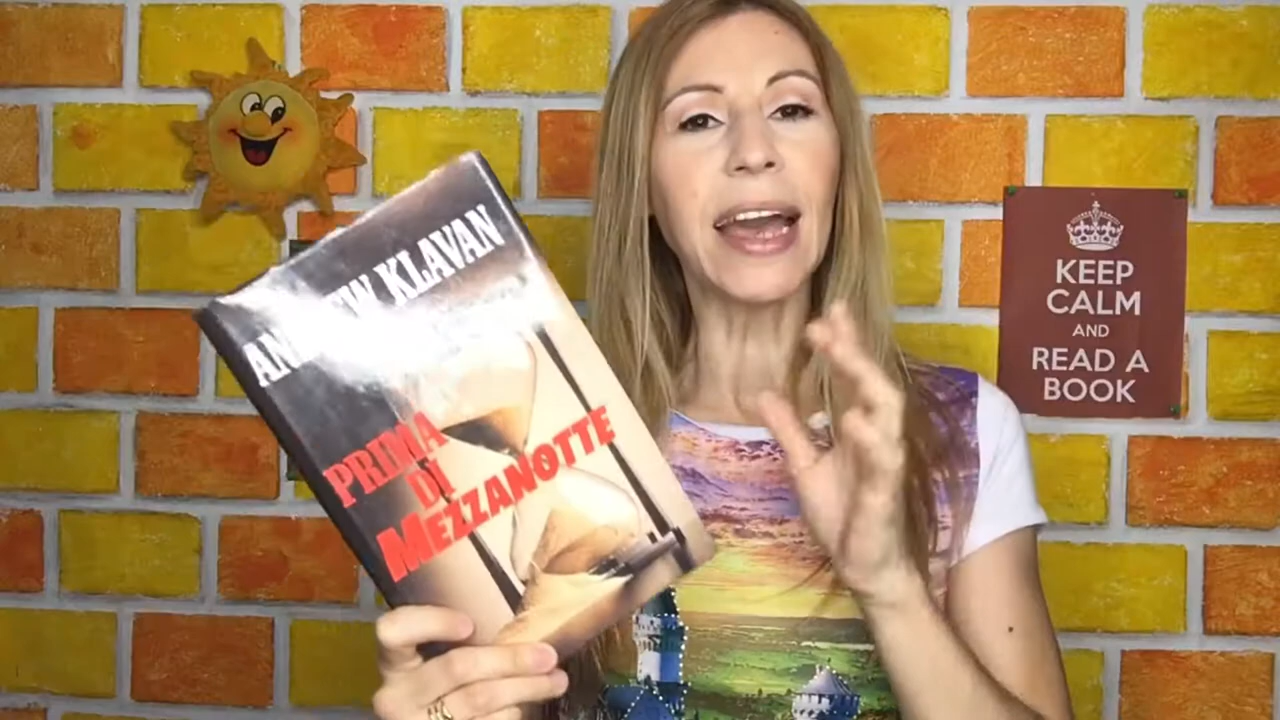 KLAVAN
PRIMA
DI
MEZZANOTTE
KEEP
CALM
AND
READ A
BOOK